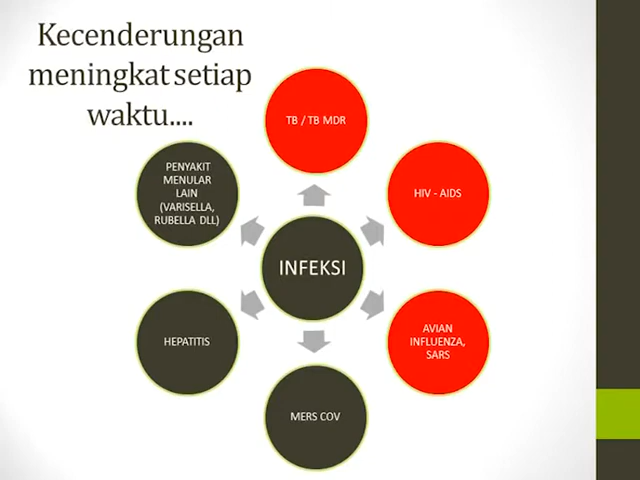 Kecenderungan
meningkat setiap
waktu....
TB / TB MDR
HIV - AIDS
AVIAN
INFLUENZA,
SARS
MERS COV
HEPATITIS
PENYAKIT
MENULAR
LAIN
(VARISELLA,
RUBELLA DLL)
INFEKSI